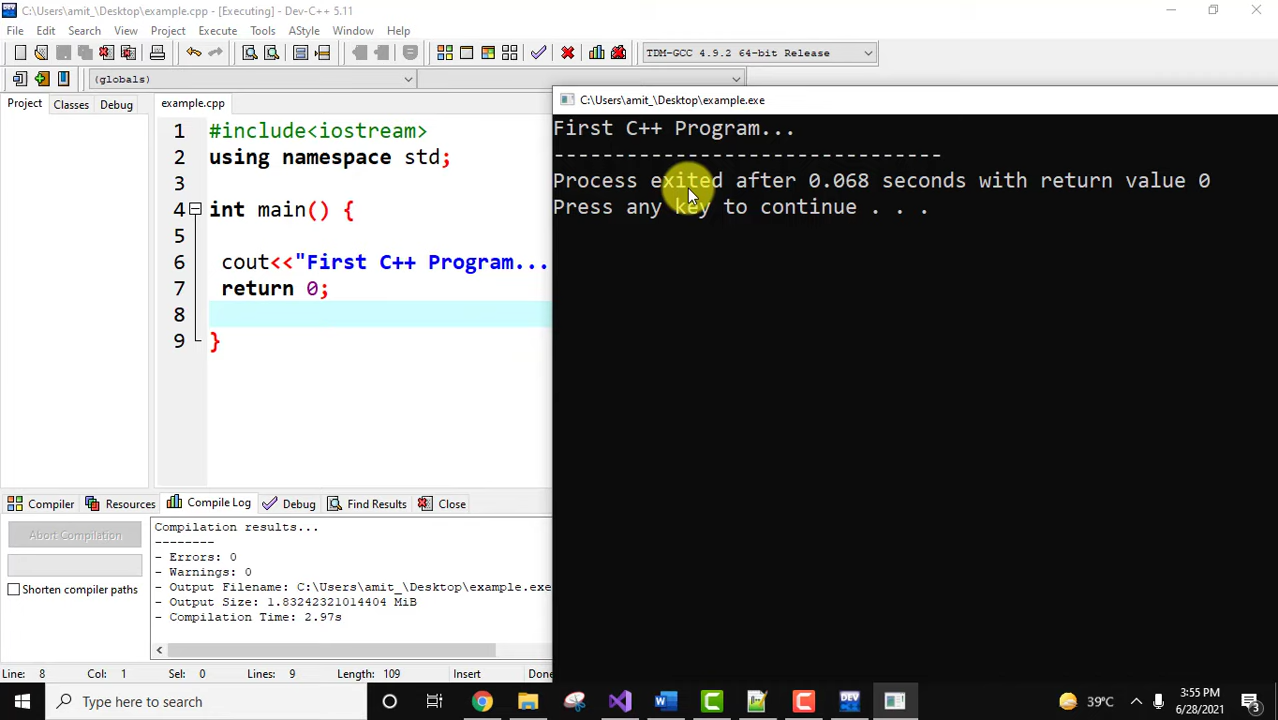 C:\Users\amit_\Desktop\example.cpp - [Executing] - Dev-C++ 5.11
File Edit Search View Project Execute Tools AStyle Window Help
TDM-GCC 4.9.2 64-bit Release
(globals)
Project Classes Debug
example.cpp
1 #include<iostream>
2 using namespace std;
3
4 int main() {
5
6 cout<<"First C++ Program...
7 return 0;
8
9 }
C:\Users\amit_\Desktop\example.exe
First C++ Program...
--------------------------------
Process exited after 0.068 seconds with return value 0
Press any key to continue . . .
Compiler Resources Compile Log Debug Find Results Close
Abort Compilation
Shorten compiler paths
Compilation results...
--------
- Errors: 0
- Warnings: 0
- Output Filename: C:\Users\amit_\Desktop\example.exe
- Output Size: 1.83242321014404 MiB
- Compilation Time: 2.97s
Line: 8 Col: 1 Sel: 0 Lines: 9 Length: 109 Insert Done
Type here to search
DEV
39°C
3:55 PM
6/28/2021
3